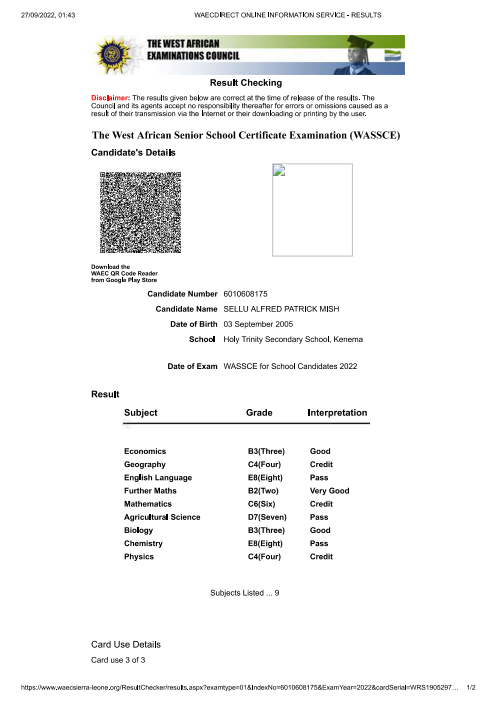 27/09/2022, 01:43 WAECDIRECT ONLINE INFORMATION SERVICE - RESULTS
THE WEST AFRICAN
EXAMINATIONS COUNCIL
Result Checking
Disclaimer: The results given below are correct at the time of release of the results. The
Council and its agents accept no responsibility thereafter for errors or omissions caused as a
result of their transmission via the Internet or their downloading or printing by the user.
The West African Senior School Certificate Examination (WASSCE)
Candidate's Details
Download the
WAEC QR Code Reader
from Google Play Store
Candidate Number 6010608175
Candidate Name SELLU ALFRED PATRICK MISH
Date of Birth 03 September 2005
School Holy Trinity Secondary School, Kenema
Date of Exam WASSCE for School Candidates 2022
Result
Subject Grade Interpretation
Economics B3(Three) Good
Geography C4(Four) Credit
English Language E8(Eight) Pass
Further Maths B2(Two) Very Good
Mathematics C6(Six) Credit
Agricultural Science D7(Seven) Pass
Biology B3(Three) Good
Chemistry E8(Eight) Pass
Physics C4(Four) Credit
Subjects Listed ... 9
Card Use Details
Card use 3 of 3
https://www.waecsierra-leone.org/ResultChecker/results.aspx?examtype=01&IndexNo=6010608175&ExamYear=2022&cardSerial=WRS1905297... 1/2